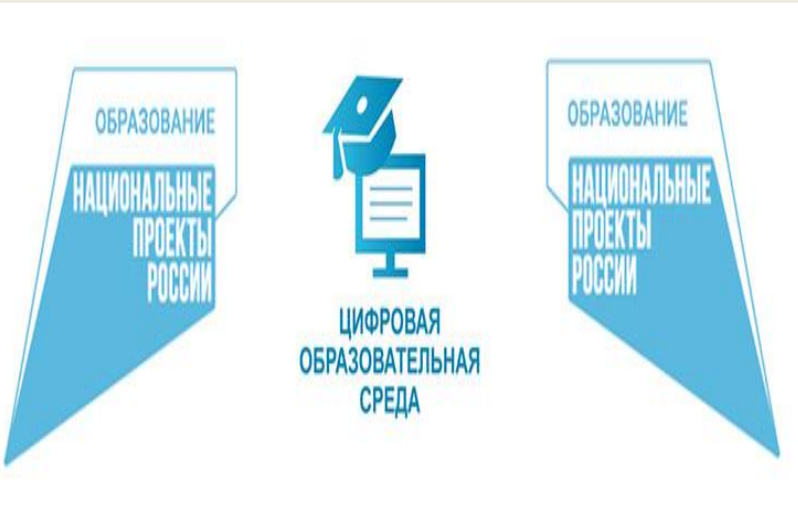 ОБРАЗОВАНИЕ
НАЦИОНАЛЬНЫЕ
ПРОЕКТЫ
РОССИИ
ЦИФРОВАЯ
ОБРАЗОВАТЕЛЬНАЯ
СРЕДА
ОБРАЗОВАНИЕ
НАЦИОНАЛЬНЫЕ
ПРОЕКТЫ
РОССИИ